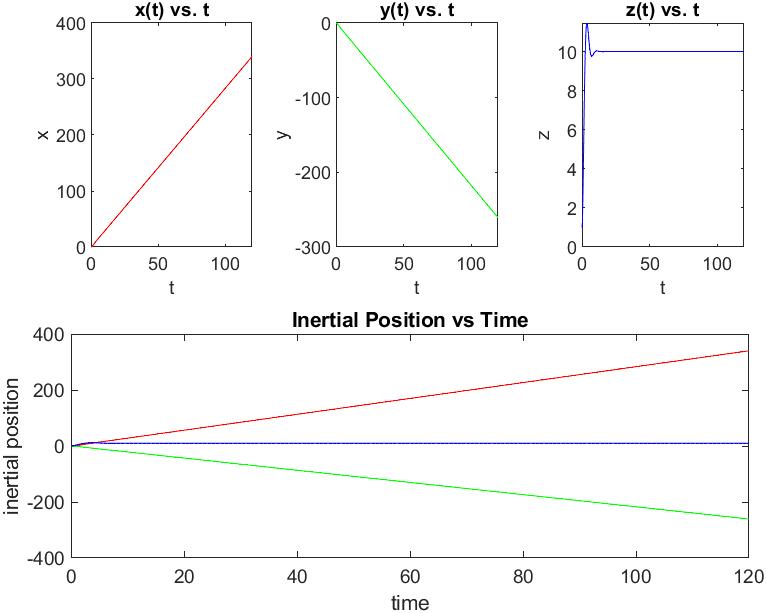 x(t) vs. t
400
300
200
100
0
x
0 50 100
t
y(t) vs. t
0
-100
-200
-300
y
0 50 100
t
z(t) vs. t
10
8
6
4
2
0
z
0 50 100
t
Inertial Position vs Time
400
200
0
-200
-400
inertial position
0 20 40 60 80 100 120
time